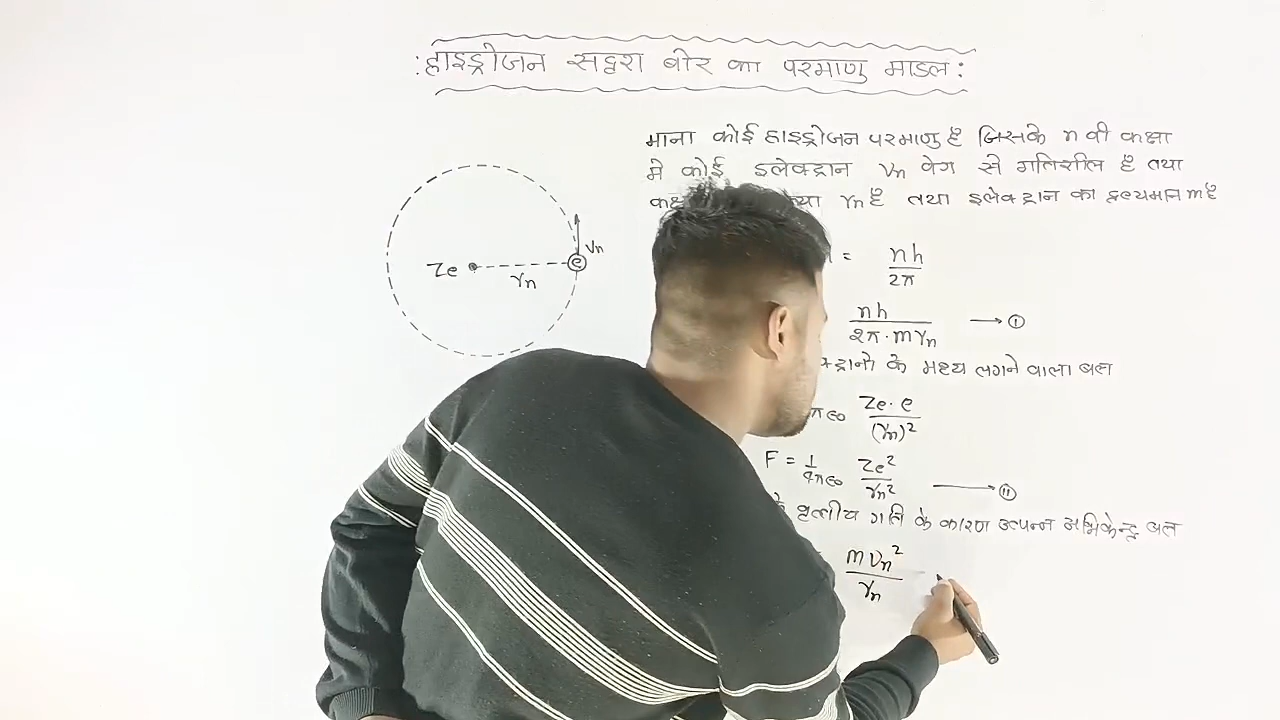 :हाइड्रोजन सदृश बोर का परमाणु माडल:
माना कोई हाइड्रोजन परमाणु है जिसके n वी कक्षा
मे कोई इलेक्ट्रान Vn वेग से गतिशील है तथा
rn है तथा इलेक्ट्रान का द्रव्यमान m है
Vn
Ze e
rn
= nh/2π
nh/2π·mrn → ①
के मध्य लगने वाला बल
πε₀ Ze·e/(rn)²
F = 1/4πε₀ Ze²/rn² → ⑪
वृत्तीय गति के कारण उत्पन्न अभिकेन्द्र बल
mVn²/rn